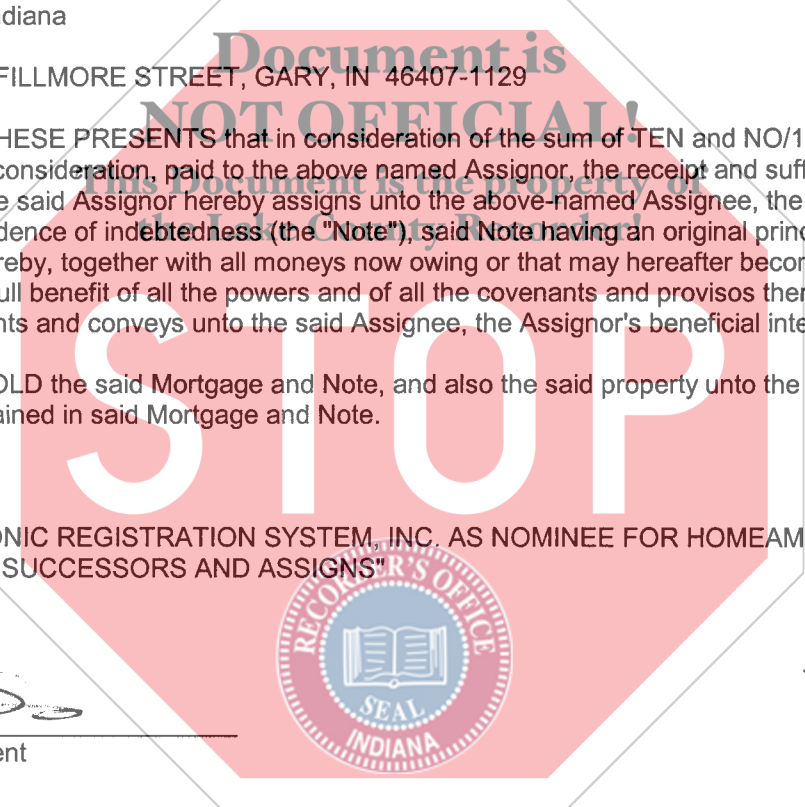 ndiana
Document is
FILLMORE STREET, GARY, IN 46407-1129
NOT OFFICIAL!
HESE PRESENTS that in consideration of the sum of TEN and NO/1
consideration, paid to the above named Assignor, the receipt and suff
This Document is the property of
e said Assignor hereby assigns unto the above-named Assignee, the
the Lake County Recorder!
dence of indebtedness (the "Note"), said Note having an original princ
reby, together with all moneys now owing or that may hereafter becom
ull benefit of all the powers and of all the covenants and provisos ther
nts and conveys unto the said Assignee, the Assignor's beneficial inte
STOP
OLD the said Mortgage and Note, and also the said property unto the
ained in said Mortgage and Note.
ONIC REGISTRATION SYSTEM, INC. AS NOMINEE FOR HOMEAM
SUCCESSORS AND ASSIGNS"
RECORDER'S OFFICE
SEAL
INDIANA
ent